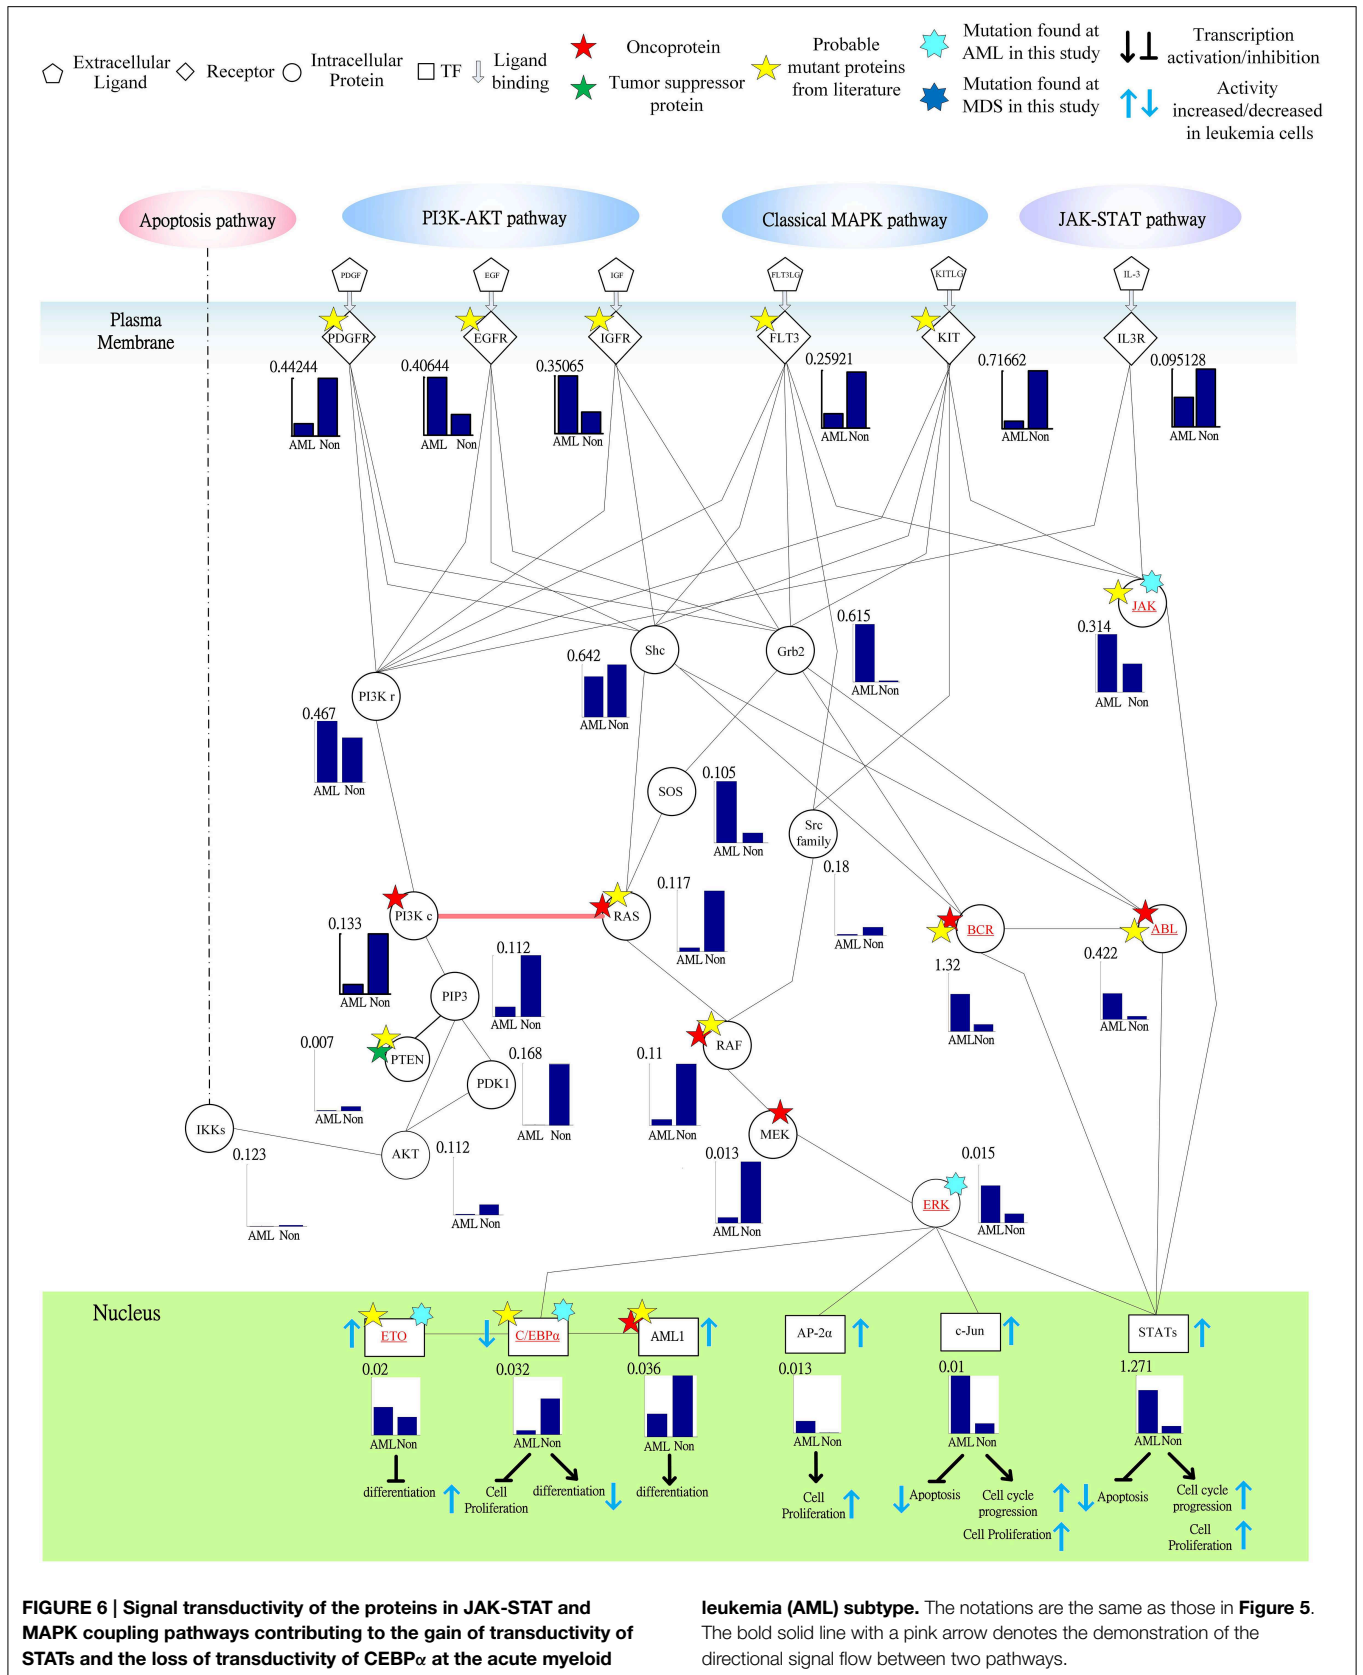 Extracellular
Ligand
Receptor
Intracellular
Protein
TF
Ligand
binding
Oncoprotein
Tumor suppressor
protein
Probable
mutant proteins
from literature
Mutation found at
AML in this study
Mutation found at
MDS in this study
Transcription
activation/inhibition
Activity
increased/decreased
in leukemia cells
Apoptosis pathway
PI3K-AKT pathway
Classical MAPK pathway
JAK-STAT pathway
PDGF
EGF
IGF
FLT3LG
KITLG
IL-3
Plasma
Membrane
PDGFR
EGFR
IGFR
FLT3
KIT
IL3R
0.44244
AML Non
0.40644
AML Non
0.35065
AML Non
0.25921
AML Non
0.71662
AML Non
0.095128
AML Non
JAK
0.314
AML Non
Shc
0.642
AML Non
Grb2
0.615
AML Non
PI3K r
0.467
AML Non
SOS
0.105
AML Non
Src
family
0.18
AML Non
PI3K c
0.133
AML Non
RAS
0.117
AML Non
BCR
1.32
AML Non
ABL
0.422
AML Non
PIP3
0.112
AML Non
PTEN
0.007
AML Non
PDK1
0.168
AML Non
RAF
0.11
AML Non
MEK
0.013
AML Non
IKKs
0.123
AML Non
AKT
0.112
AML Non
ERK
0.015
AML Non
Nucleus
ETO
C/EBPα
AML1
AP-2α
c-Jun
STATs
0.02
AML Non
differentiation
0.032
AML Non
Cell
Proliferation
differentiation
0.036
AML Non
differentiation
0.013
AML Non
Cell
Proliferation
0.01
AML Non
Apoptosis
Cell cycle
progression
Cell Proliferation
1.271
AML Non
Apoptosis
Cell cycle
progression
Cell
Proliferation
FIGURE 6 | Signal transductivity of the proteins in JAK-STAT and
MAPK coupling pathways contributing to the gain of transductivity of
STATs and the loss of transductivity of CEBPα at the acute myeloid
leukemia (AML) subtype. The notations are the same as those in Figure 5.
The bold solid line with a pink arrow denotes the demonstration of the
directional signal flow between two pathways.